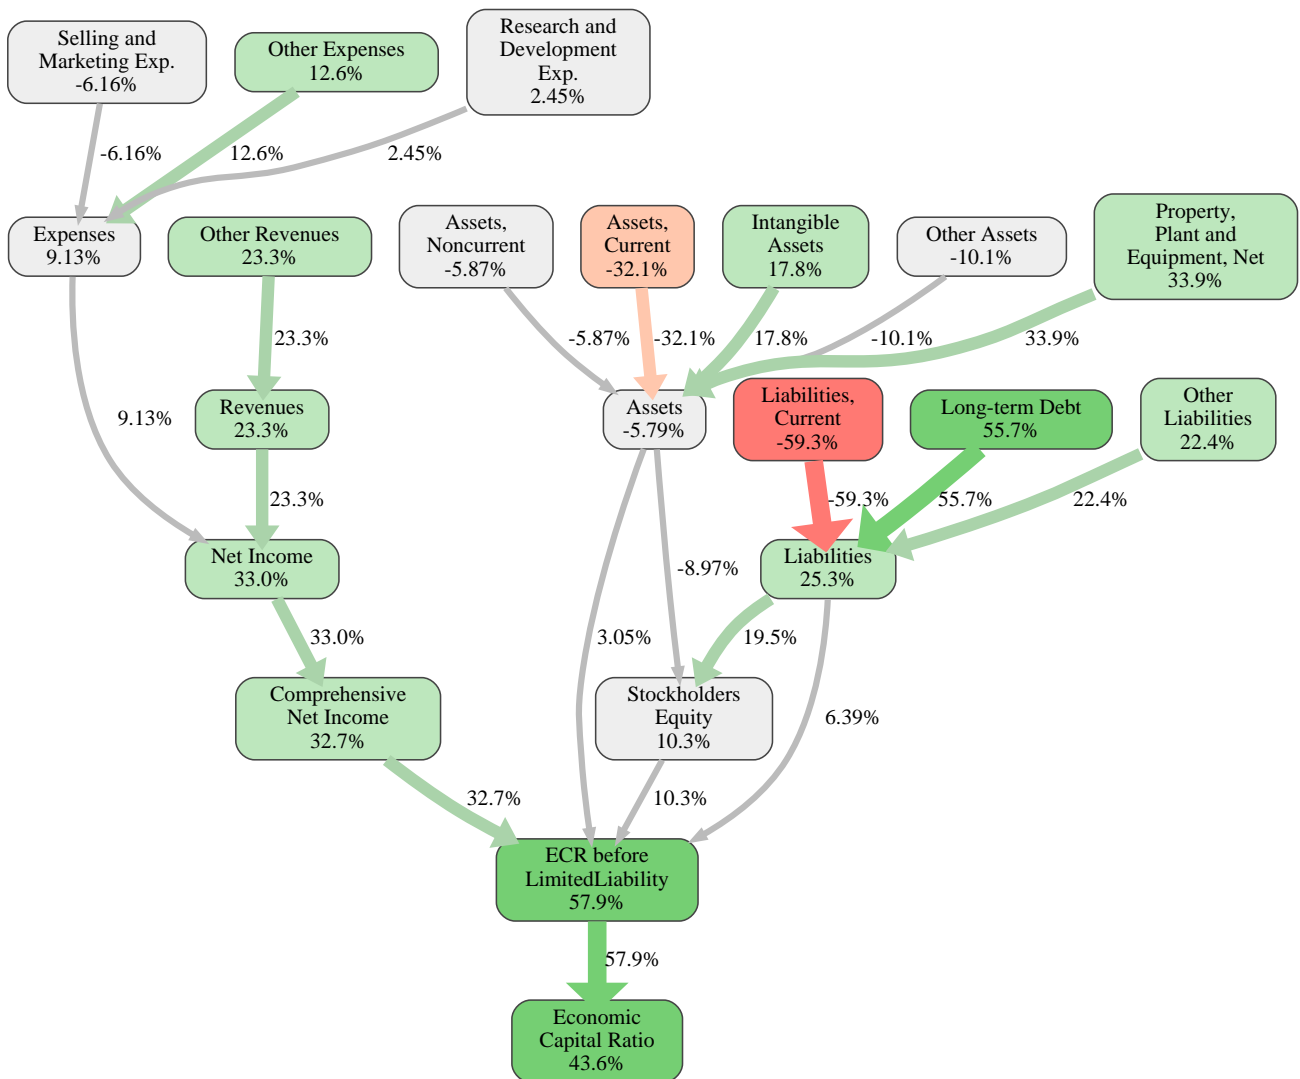 Selling and
Marketing Exp.
-6.16%
Other Expenses
12.6%
Research and
Development
Exp.
2.45%
-6.16%
12.6%
2.45%
Expenses
9.13%
Other Revenues
23.3%
Assets,
Noncurrent
-5.87%
Assets,
Current
-32.1%
Intangible
Assets
17.8%
Other Assets
-10.1%
Property,
Plant and
Equipment, Net
33.9%
23.3%
-5.87%
-32.1%
17.8%
-10.1%
33.9%
9.13%
Revenues
23.3%
Assets
-5.79%
Liabilities,
Current
-59.3%
Long-term Debt
55.7%
Other
Liabilities
22.4%
23.3%
-59.3%
55.7%
22.4%
Net Income
33.0%
-8.97%
Liabilities
25.3%
33.0%
3.05%
19.5%
Comprehensive
Net Income
32.7%
Stockholders
Equity
10.3%
6.39%
32.7%
10.3%
ECR before
LimitedLiability
57.9%
57.9%
Economic
Capital Ratio
43.6%